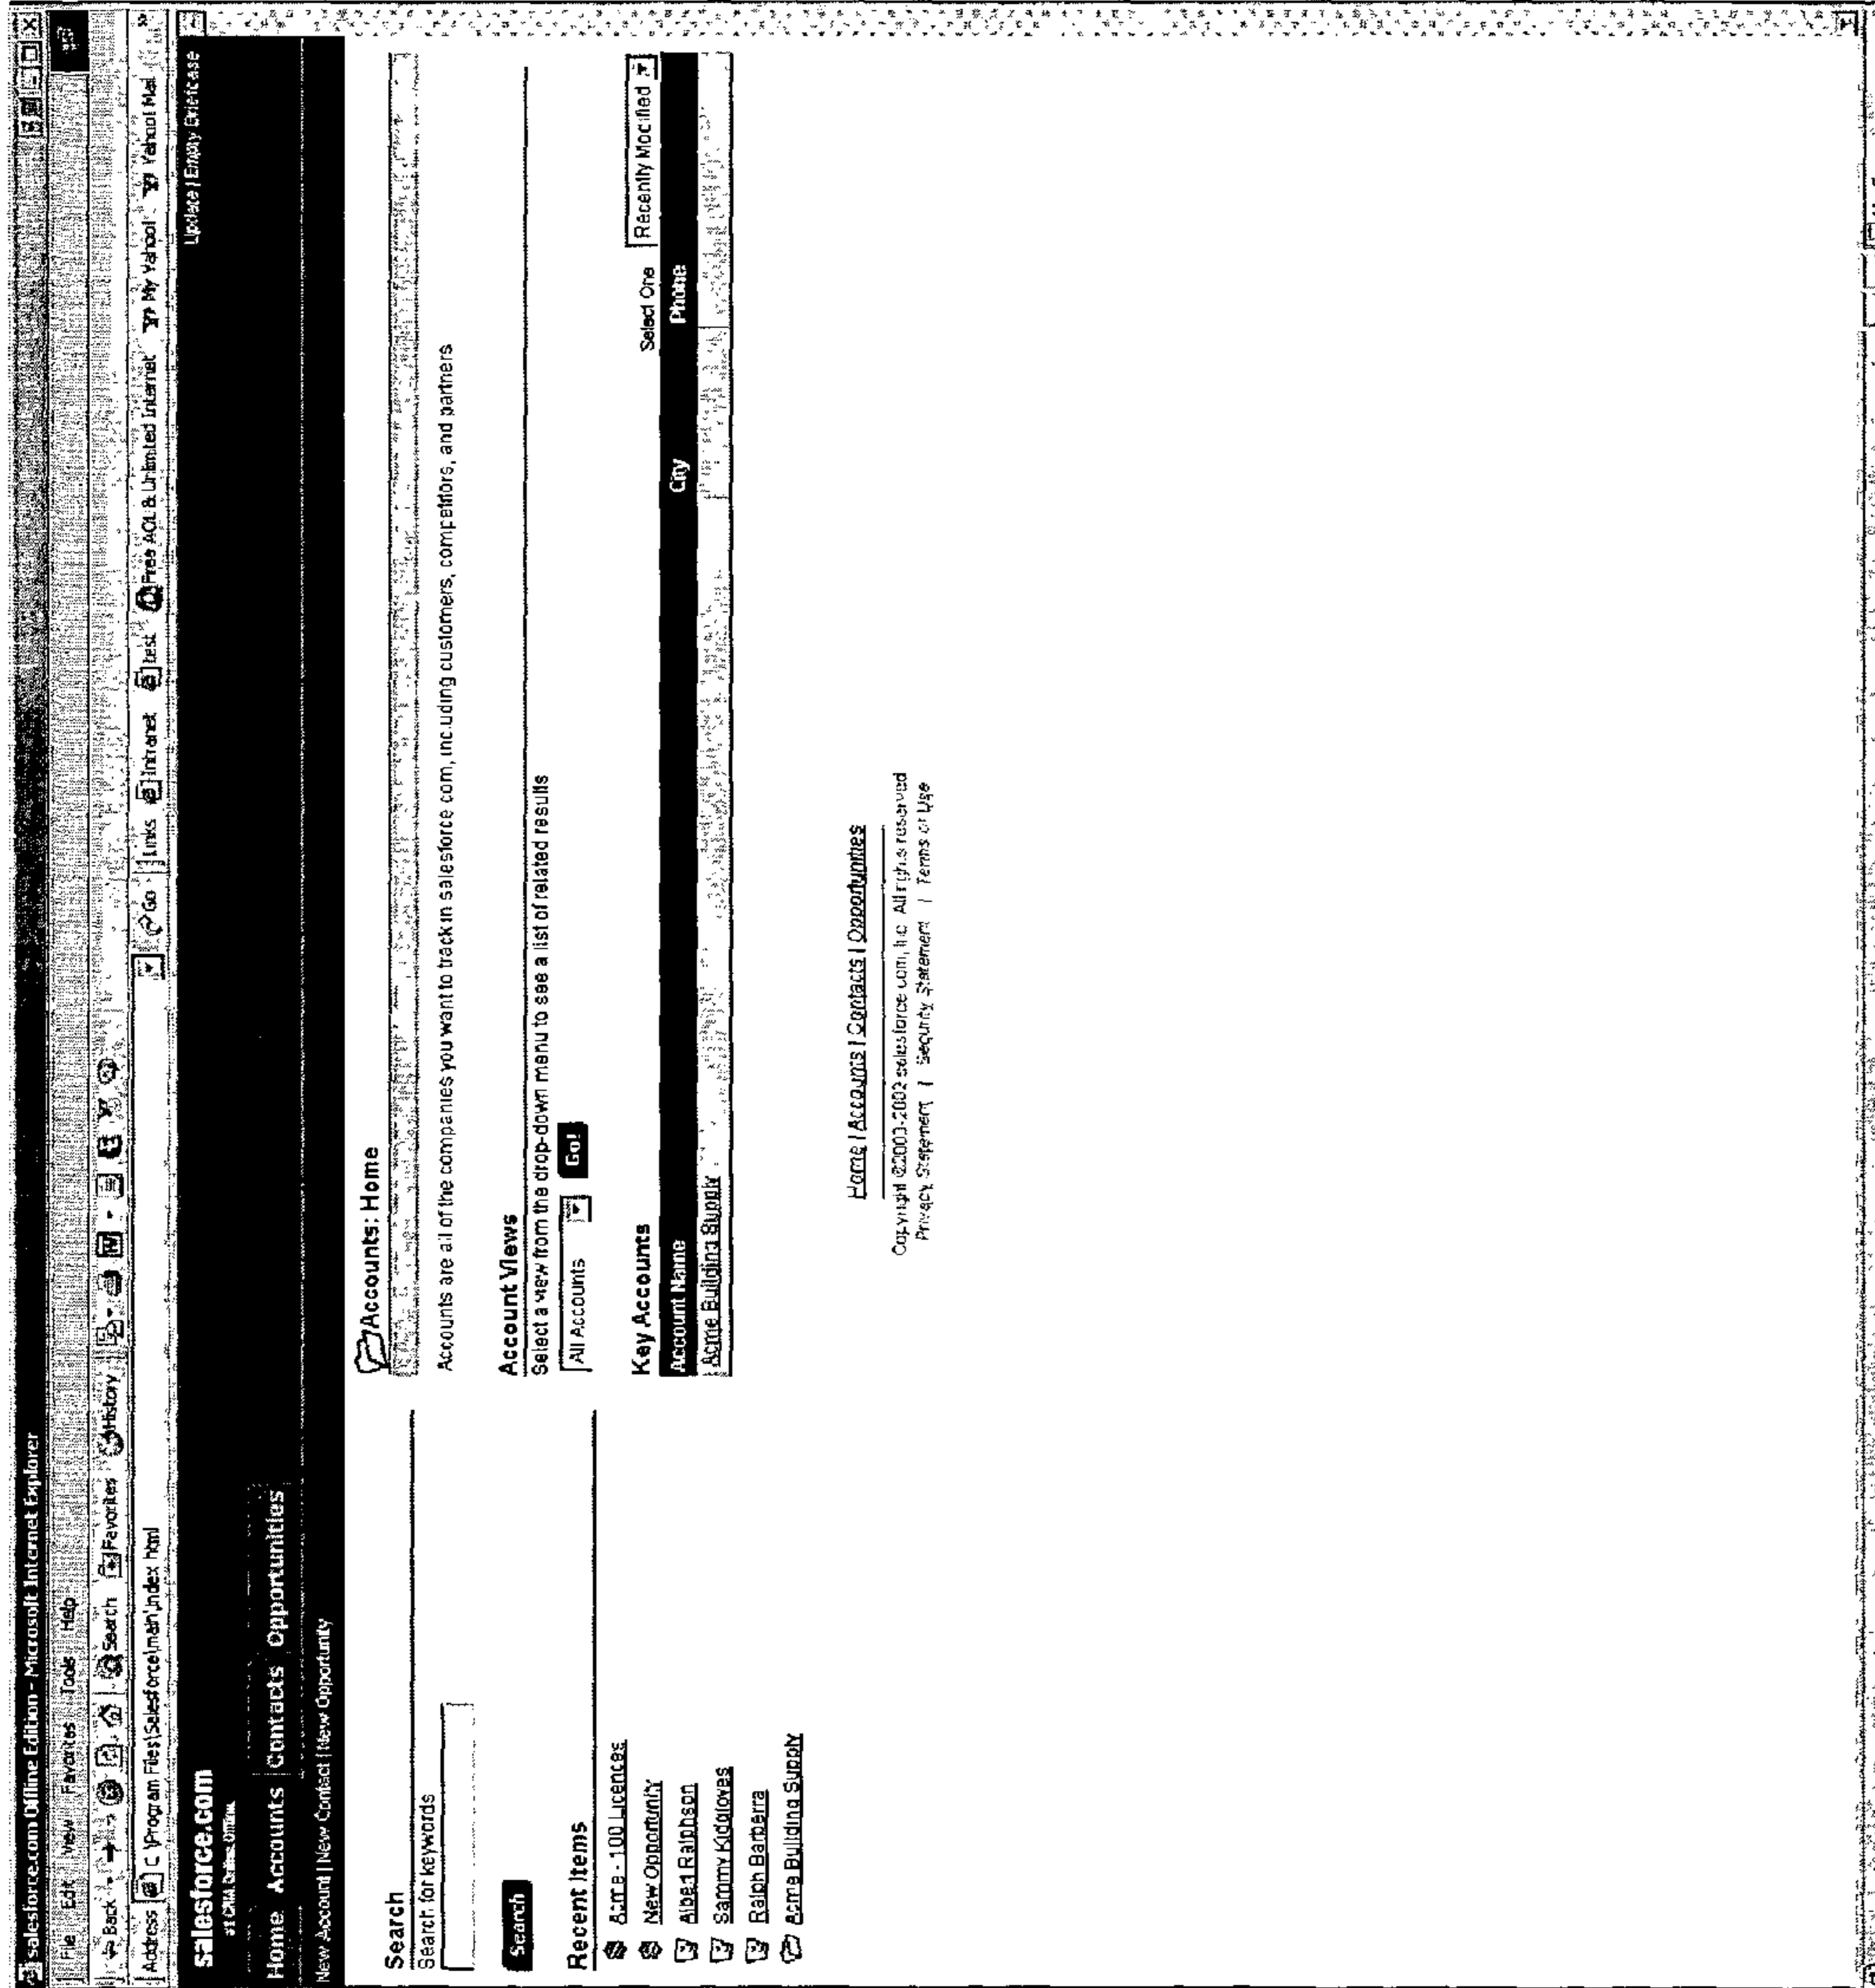 salesforce.com Offline Edition - Microsoft Internet Explorer
File Edit View Favorites Tools Help
Back Search Favorites History
Address C:\Program Files\Salesforce\main\index.html Go Links Intranet test Free AOL & Unlimited Internet My Yahoo! Yahoo! Mail
salesforce.com Update | Empty Briefcase
Home Accounts Contacts Opportunities
New Account | New Contact | New Opportunity
Search
Search for keywords
Search
Recent Items
Acme - 100 Licences
New Opportunity
Albert Ralphson
Sammy Kidgloves
Ralph Barberra
Acme Building Supply
Accounts: Home
Accounts are all of the companies you want to track in salesforce.com, including customers, competitors, and partners
Account Views
Select a view from the drop-down menu to see a list of related results
All Accounts Go!
Key Accounts Select One Recently Modified
Account Name City Phone
Acme Building Supply
Home | Accounts | Contacts | Opportunities
Copyright ©2000-2002 salesforce.com, Inc. All rights reserved
Privacy Statement | Security Statement | Terms of Use